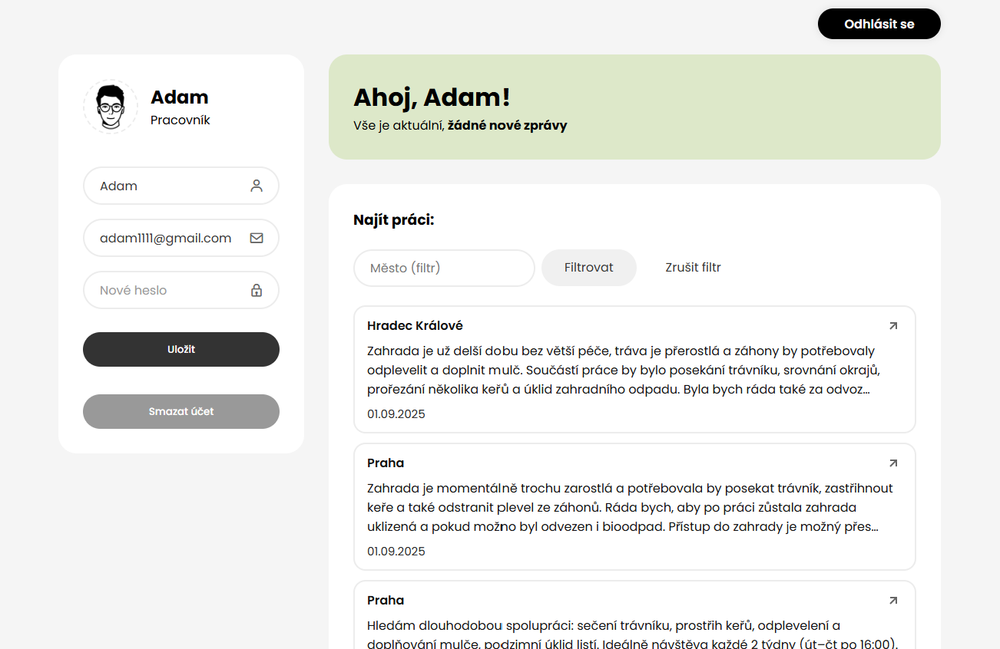 Odhlásit se
Adam
Pracovník
Adam
adam1111@gmail.com
Nové heslo
Uložit
Smazat účet
Ahoj, Adam!
Vše je aktuální, žádné nové zprávy
Najít práci:
Město (filtr)
Filtrovat
Zrušit filtr
Hradec Králové
Zahrada je už delší dobu bez větší péče, tráva je přerostlá a záhony by potřebovaly
odplevelit a doplnit mulč. Součástí práce by bylo posekání trávníku, srovnání okrajů,
prořezání několika keřů a úklid zahradního odpadu. Byla bych ráda také za odvoz…
01.09.2025
Praha
Zahrada je momentálně trochu zarostlá a potřebovala by posekat trávník, zastřihnout
keře a také odstranit plevel ze záhonů. Ráda bych, aby po práci zůstala zahrada
uklizená a pokud možno byl odvezen i bioodpad. Přístup do zahrady je možný přes…
01.09.2025
Praha
Hledám dlouhodobou spolupráci: sečení trávníku, prostřih keřů, odplevelení a
doplňování mulče, podzimní úklid listí. Ideálně návštěva každé 2 týdny (út–čt po 16:00).